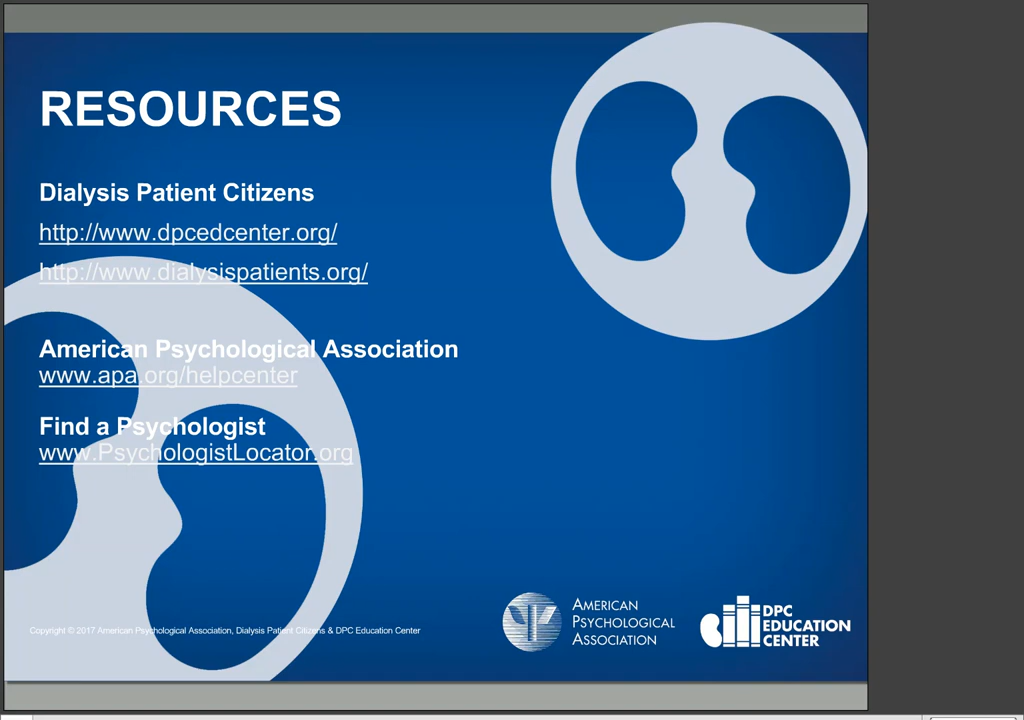 RESOURCES
Dialysis Patient Citizens
http://www.dpcedcenter.org/
http://www.dialysispatients.org/
American Psychological Association
www.apa.org/helpcenter
Find a Psychologist
www.PsychologistLocator.org
Copyright © 2017 American Psychological Association, Dialysis Patient Citizens & DPC Education Center
AMERICAN
PSYCHOLOGICAL
ASSOCIATION
DPC
EDUCATION
CENTER